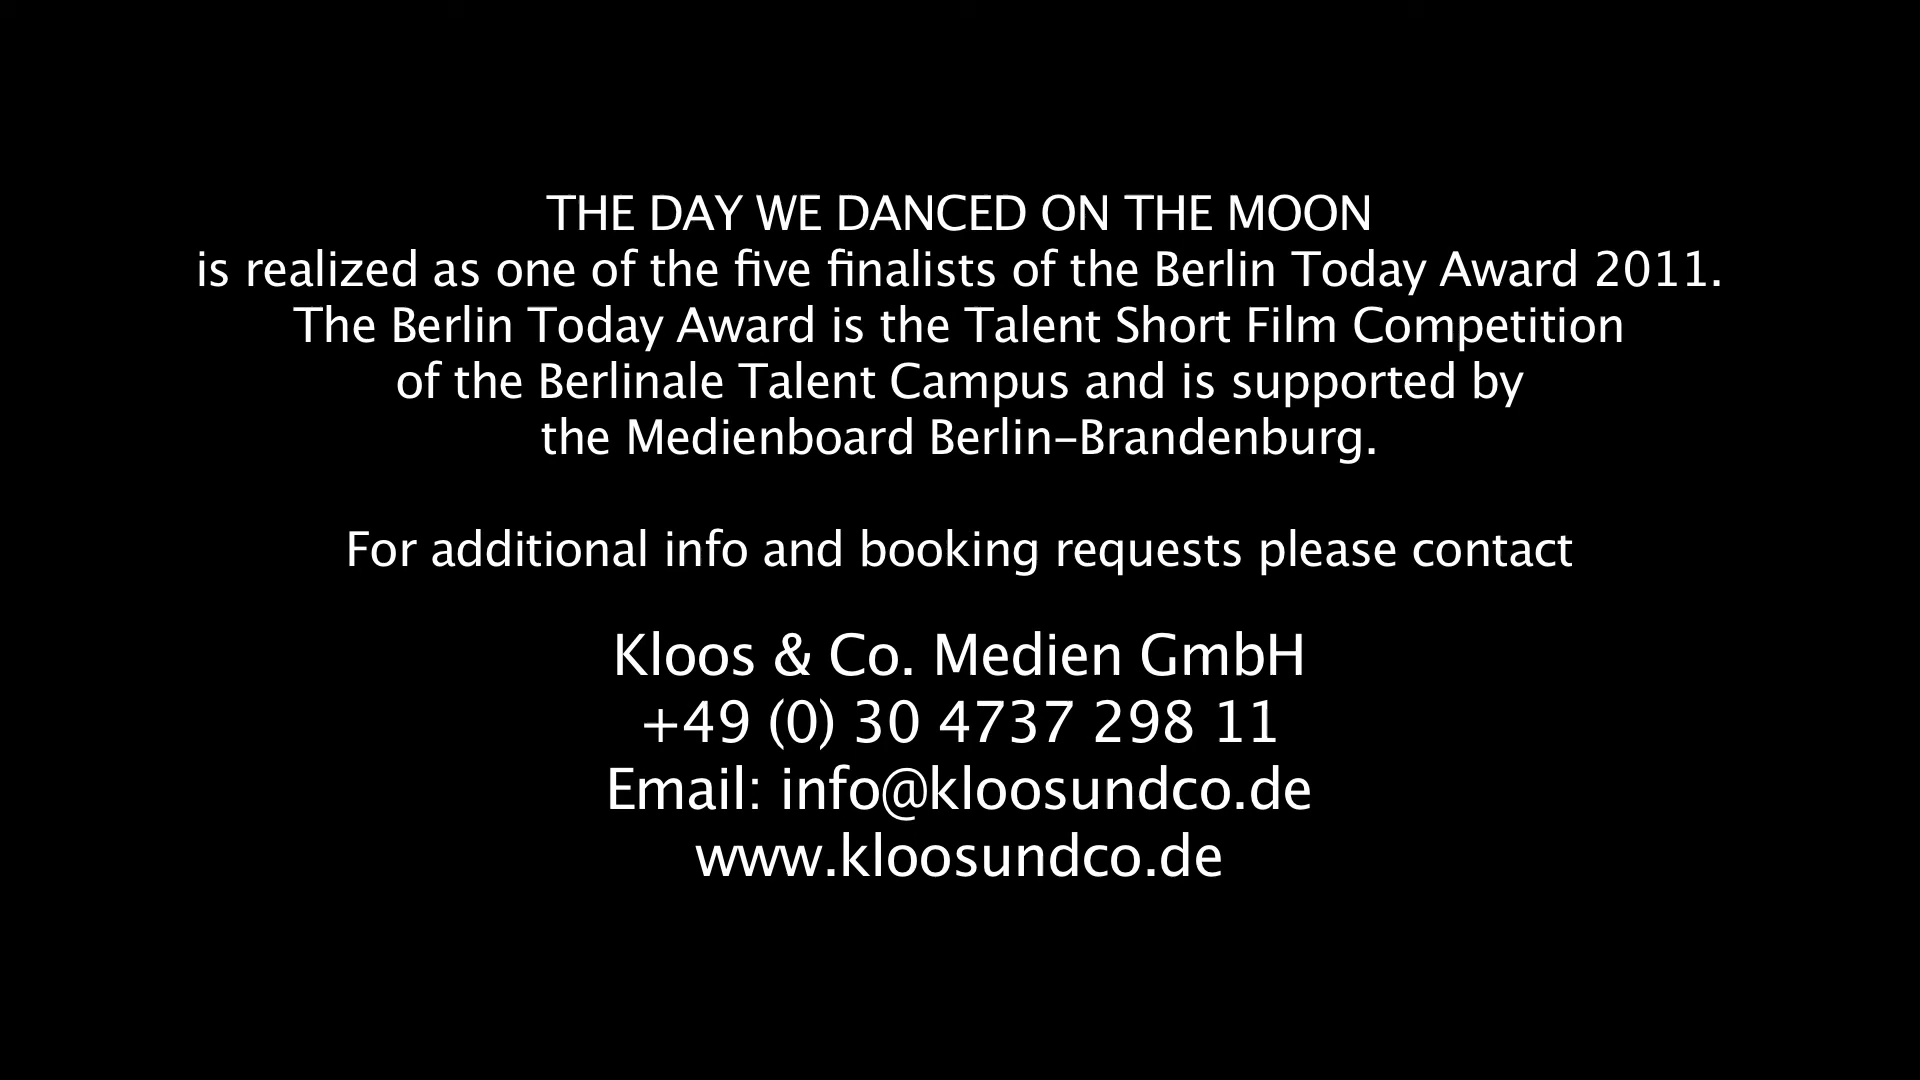 THE DAY WE DANCED ON THE MOON
is realized as one of the five finalists of the Berlin Today Award 2011.
The Berlin Today Award is the Talent Short Film Competition
of the Berlinale Talent Campus and is supported by
the Medienboard Berlin-Brandenburg.
For additional info and booking requests please contact
Kloos & Co. Medien GmbH
+49 (0) 30 4737 298 11
Email: info@kloosundco.de
www.kloosundco.de